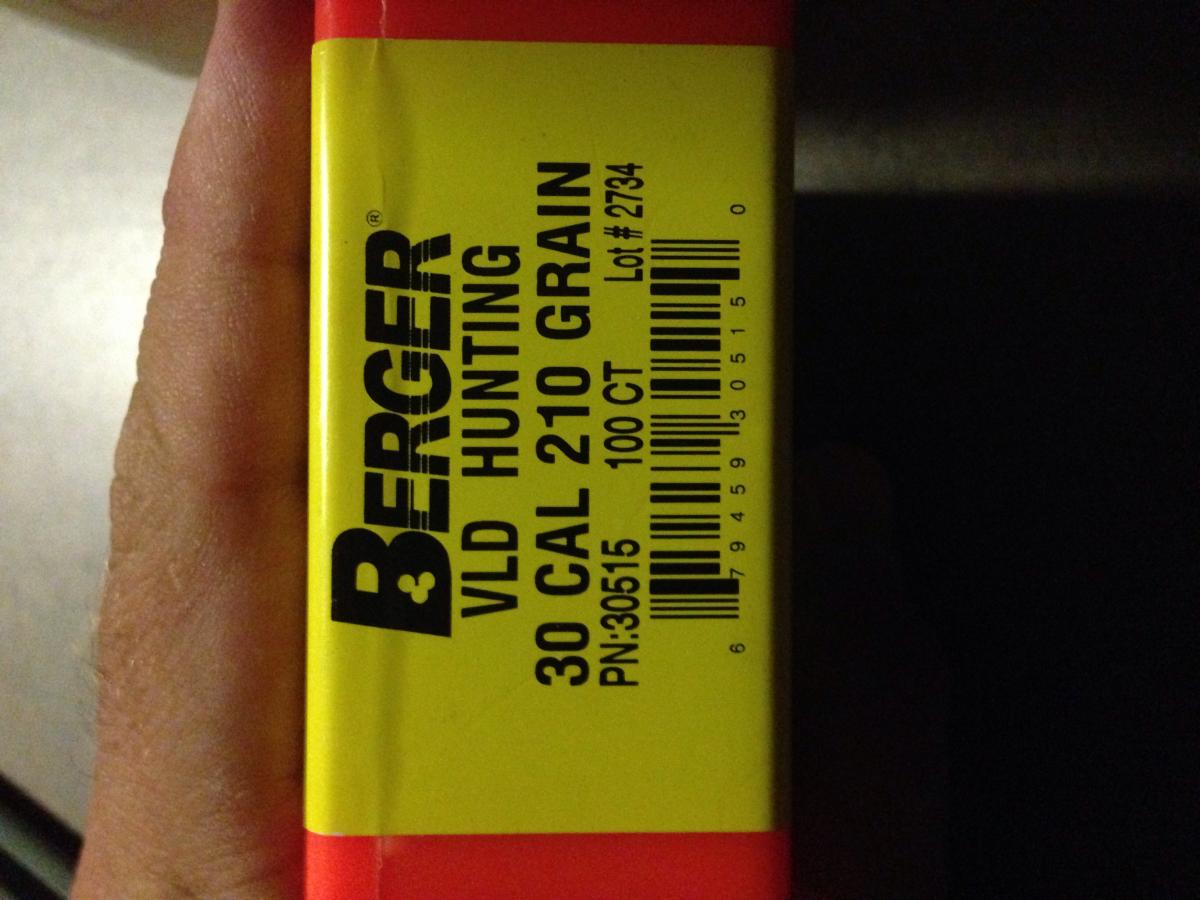 BERGER®
VLD HUNTING
30 CAL 210 GRAIN
PN:30515 100 CT Lot # 2734
6 79459 30515 0